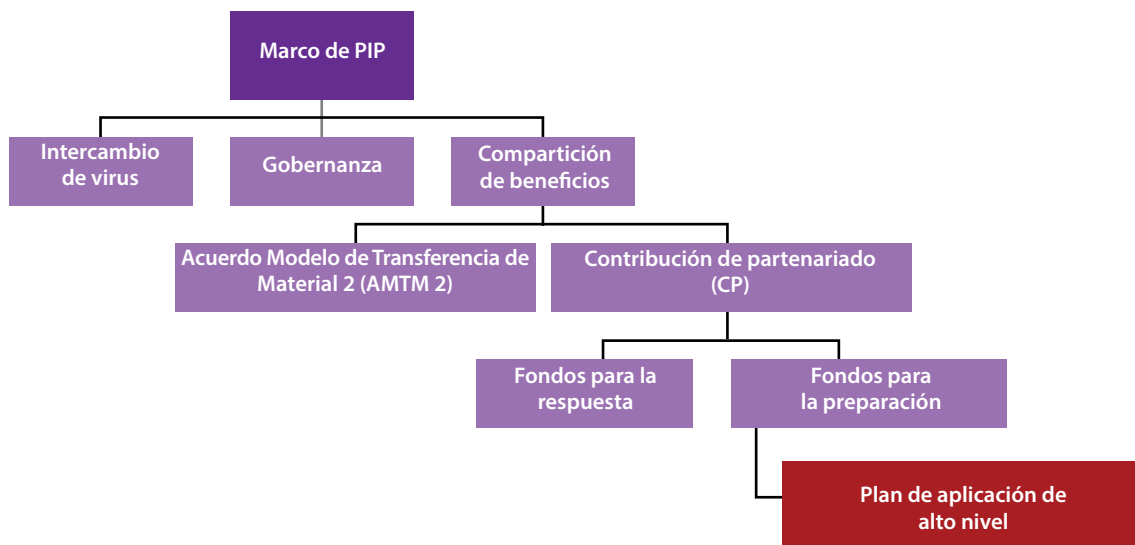 Marco de PIP
Intercambio
de virus
Gobernanza
Compartición
de beneficios
Acuerdo Modelo de Transferencia de
Material 2 (AMTM 2)
Contribución de partenariado
(CP)
Fondos para la
respuesta
Fondos para
la preparación
Plan de aplicación de
alto nivel